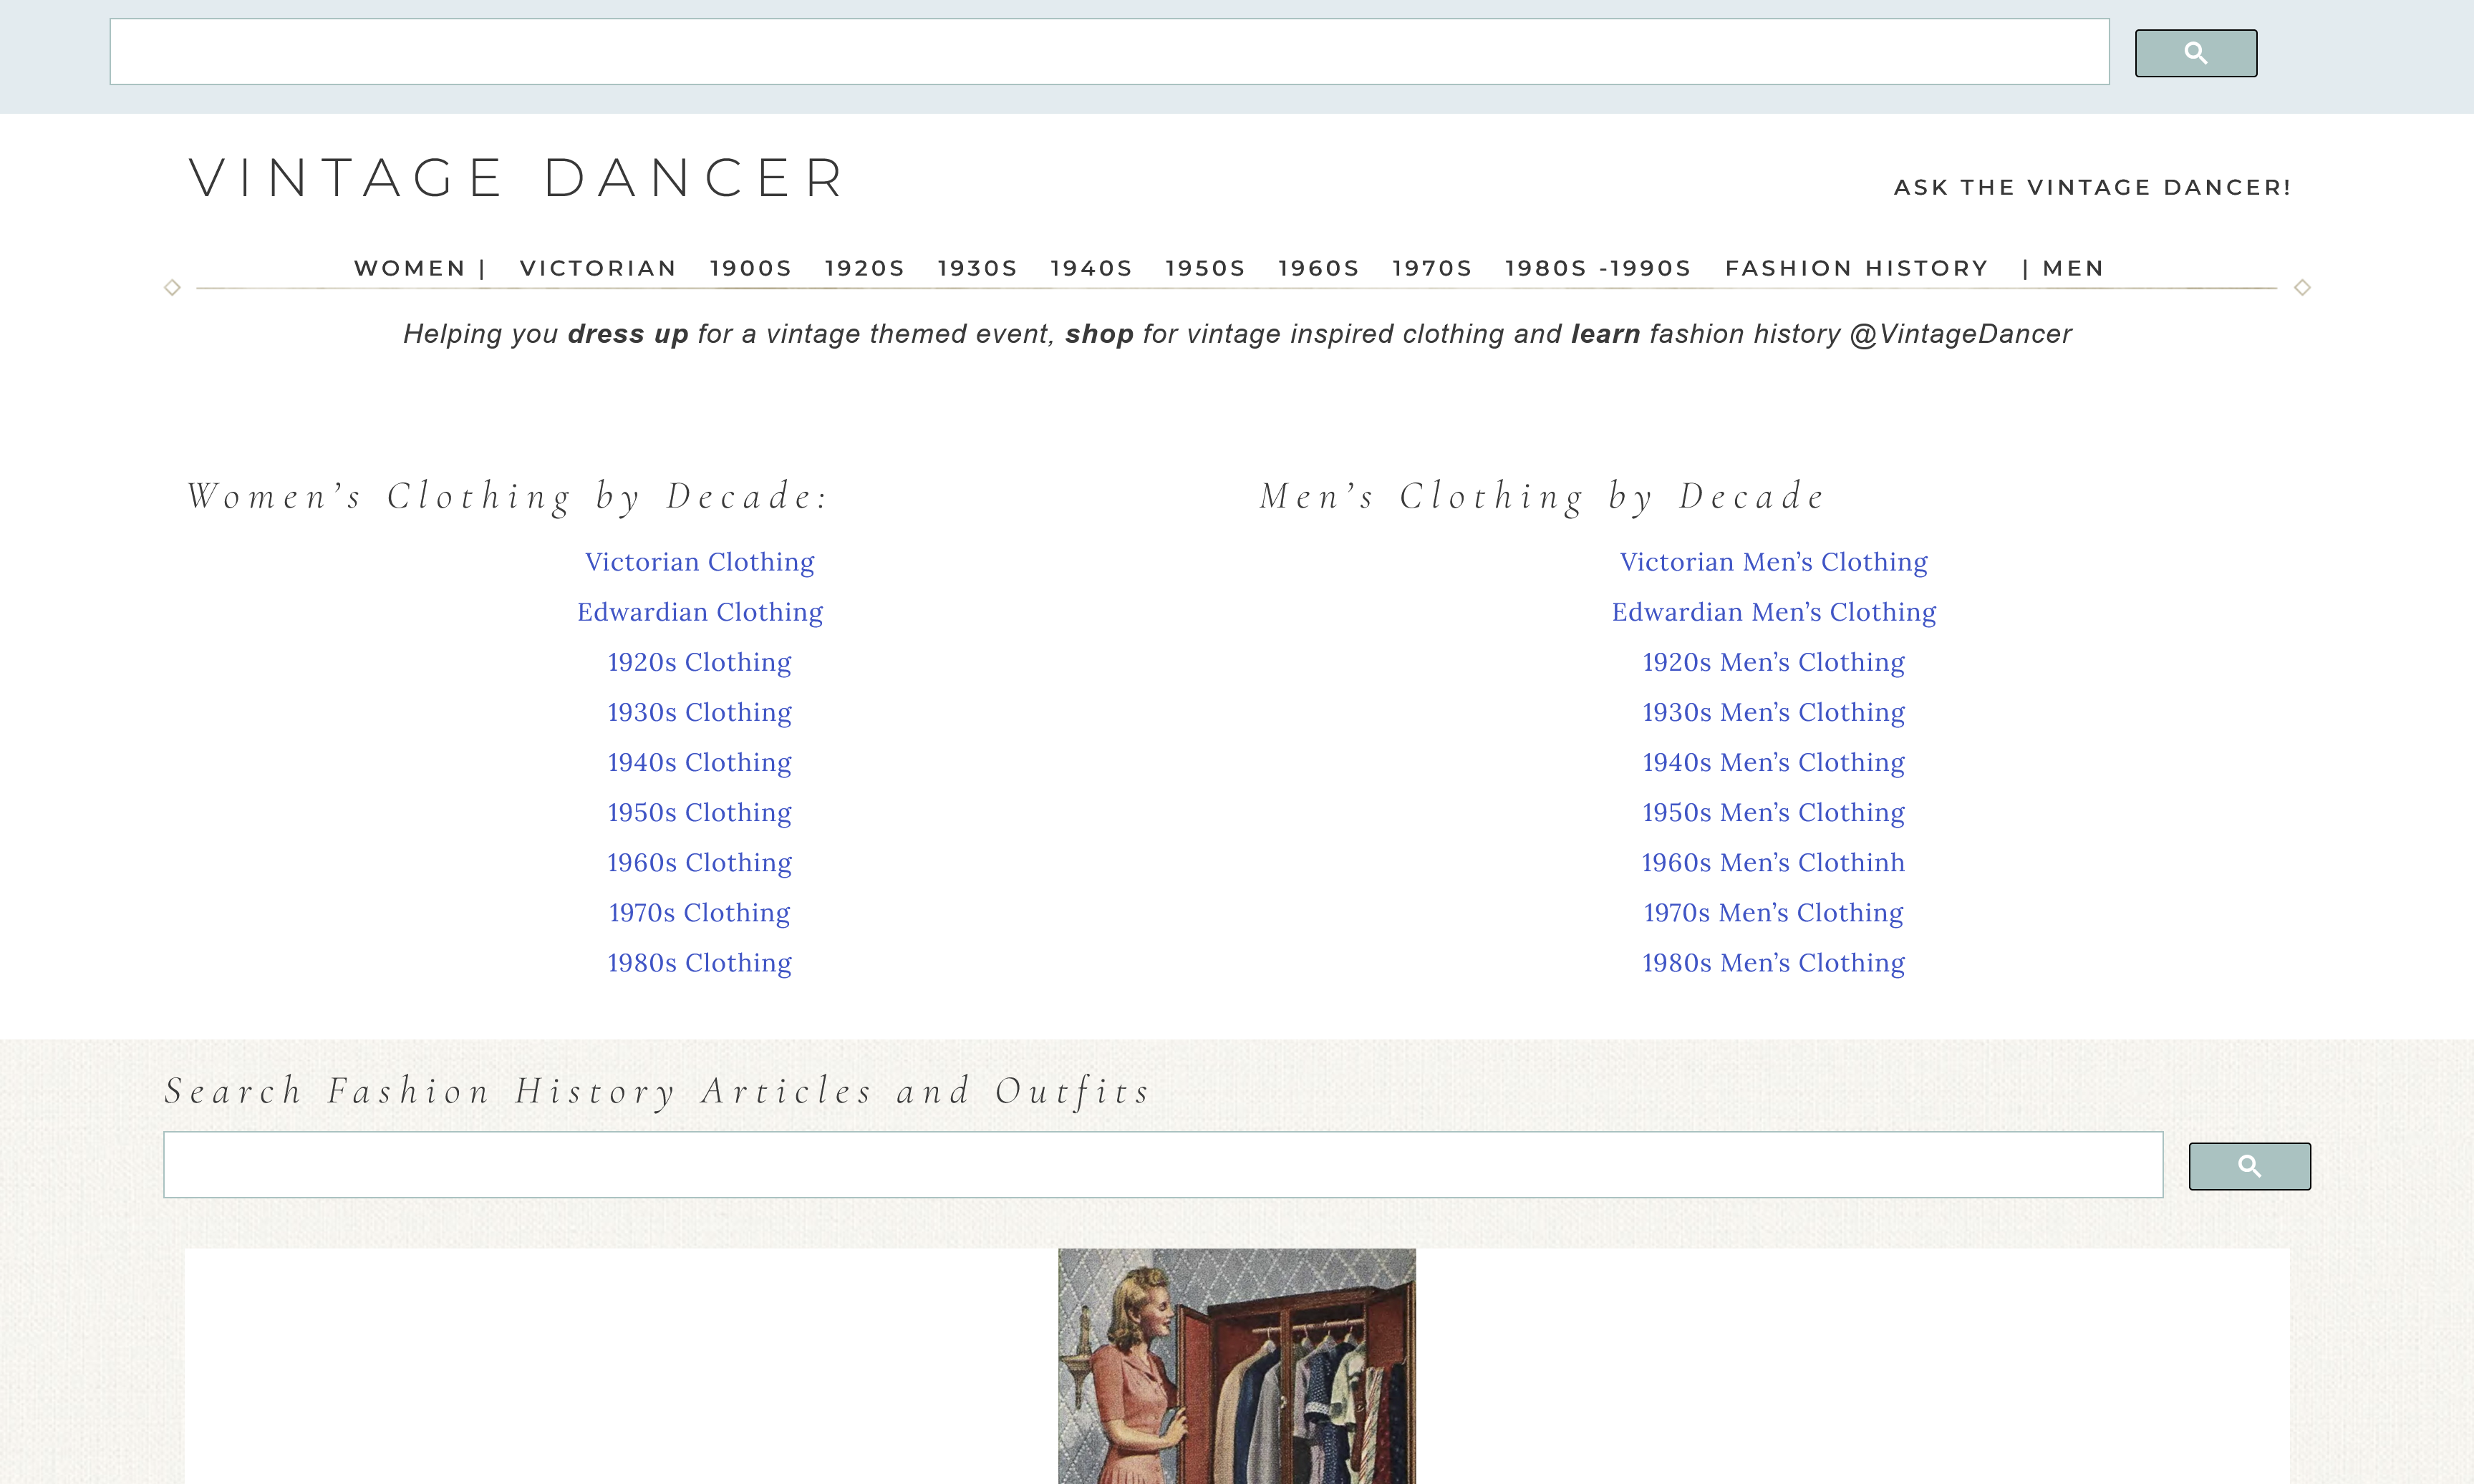 VINTAGE DANCER
ASK THE VINTAGE DANCER!
WOMEN | VICTORIAN 1900S 1920S 1930S 1940S 1950S 1960S 1970S 1980S -1990S FASHION HISTORY | MEN
Helping you dress up for a vintage themed event, shop for vintage inspired clothing and learn fashion history @VintageDancer
Women’s Clothing by Decade:
Victorian Clothing
Edwardian Clothing
1920s Clothing
1930s Clothing
1940s Clothing
1950s Clothing
1960s Clothing
1970s Clothing
1980s Clothing
Men’s Clothing by Decade
Victorian Men’s Clothing
Edwardian Men’s Clothing
1920s Men’s Clothing
1930s Men’s Clothing
1940s Men’s Clothing
1950s Men’s Clothing
1960s Men’s Clothinh
1970s Men’s Clothing
1980s Men’s Clothing
Search Fashion History Articles and Outfits